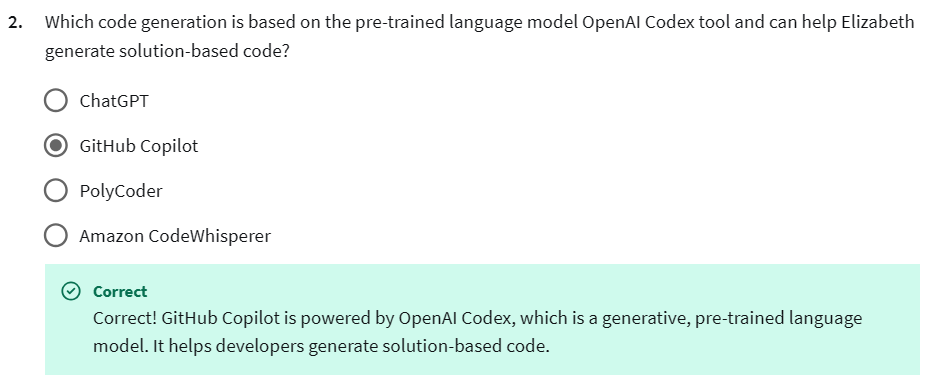 2. Which code generation is based on the pre-trained language model OpenAI Codex tool and can help Elizabeth
generate solution-based code?
ChatGPT
GitHub Copilot
PolyCoder
Amazon CodeWhisperer
Correct
Correct! GitHub Copilot is powered by OpenAI Codex, which is a generative, pre-trained language
model. It helps developers generate solution-based code.